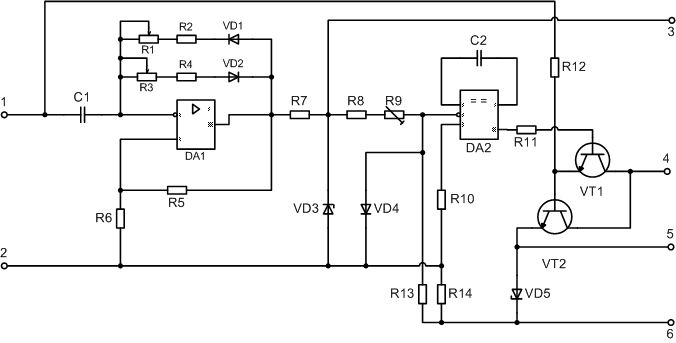 C2
R2
VD1
3
R1
R4
VD2
R12
R3
1
C1
R7
R8
R9
= =
DA1
DA2
R11
4
VT1
R5
R10
R6
VD3
VD4
5
2
VT2
R13
R14
VD5
6